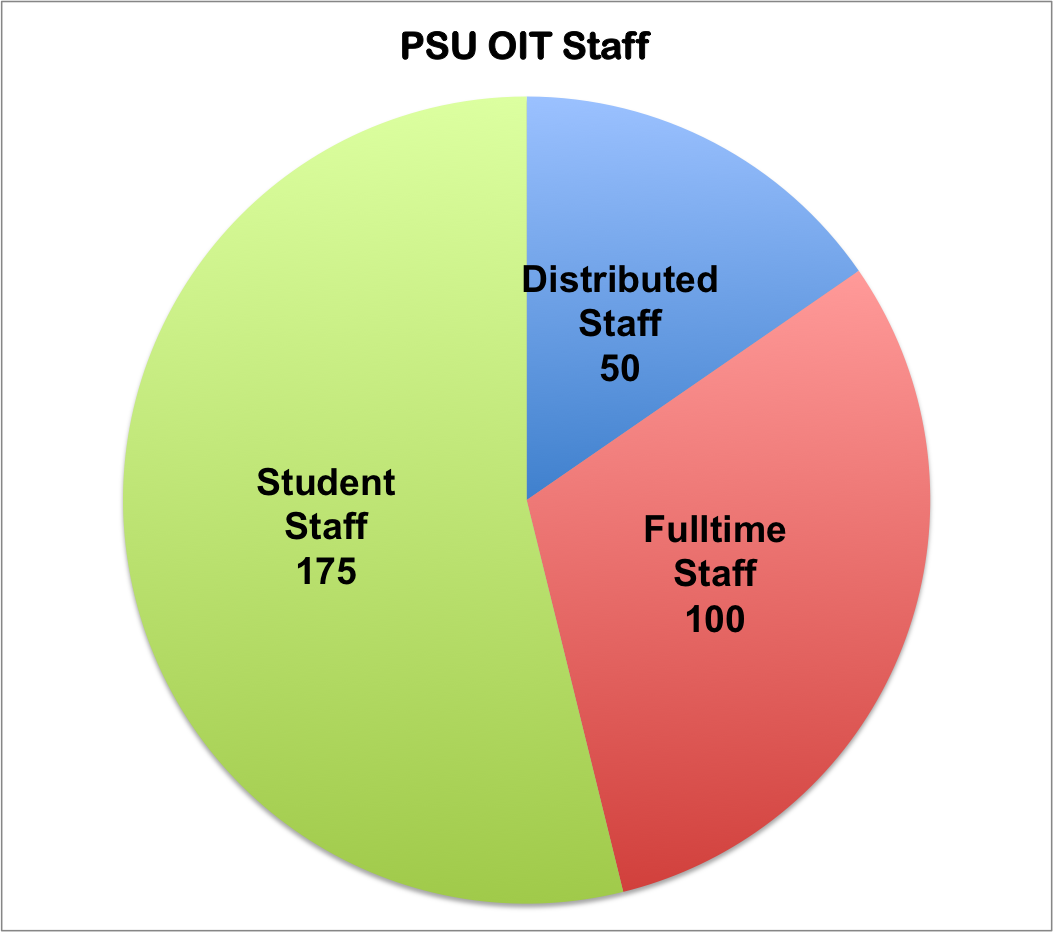 PSU OIT Staff
Distributed
Staff
50
Student
Staff
175
Fulltime
Staff
100